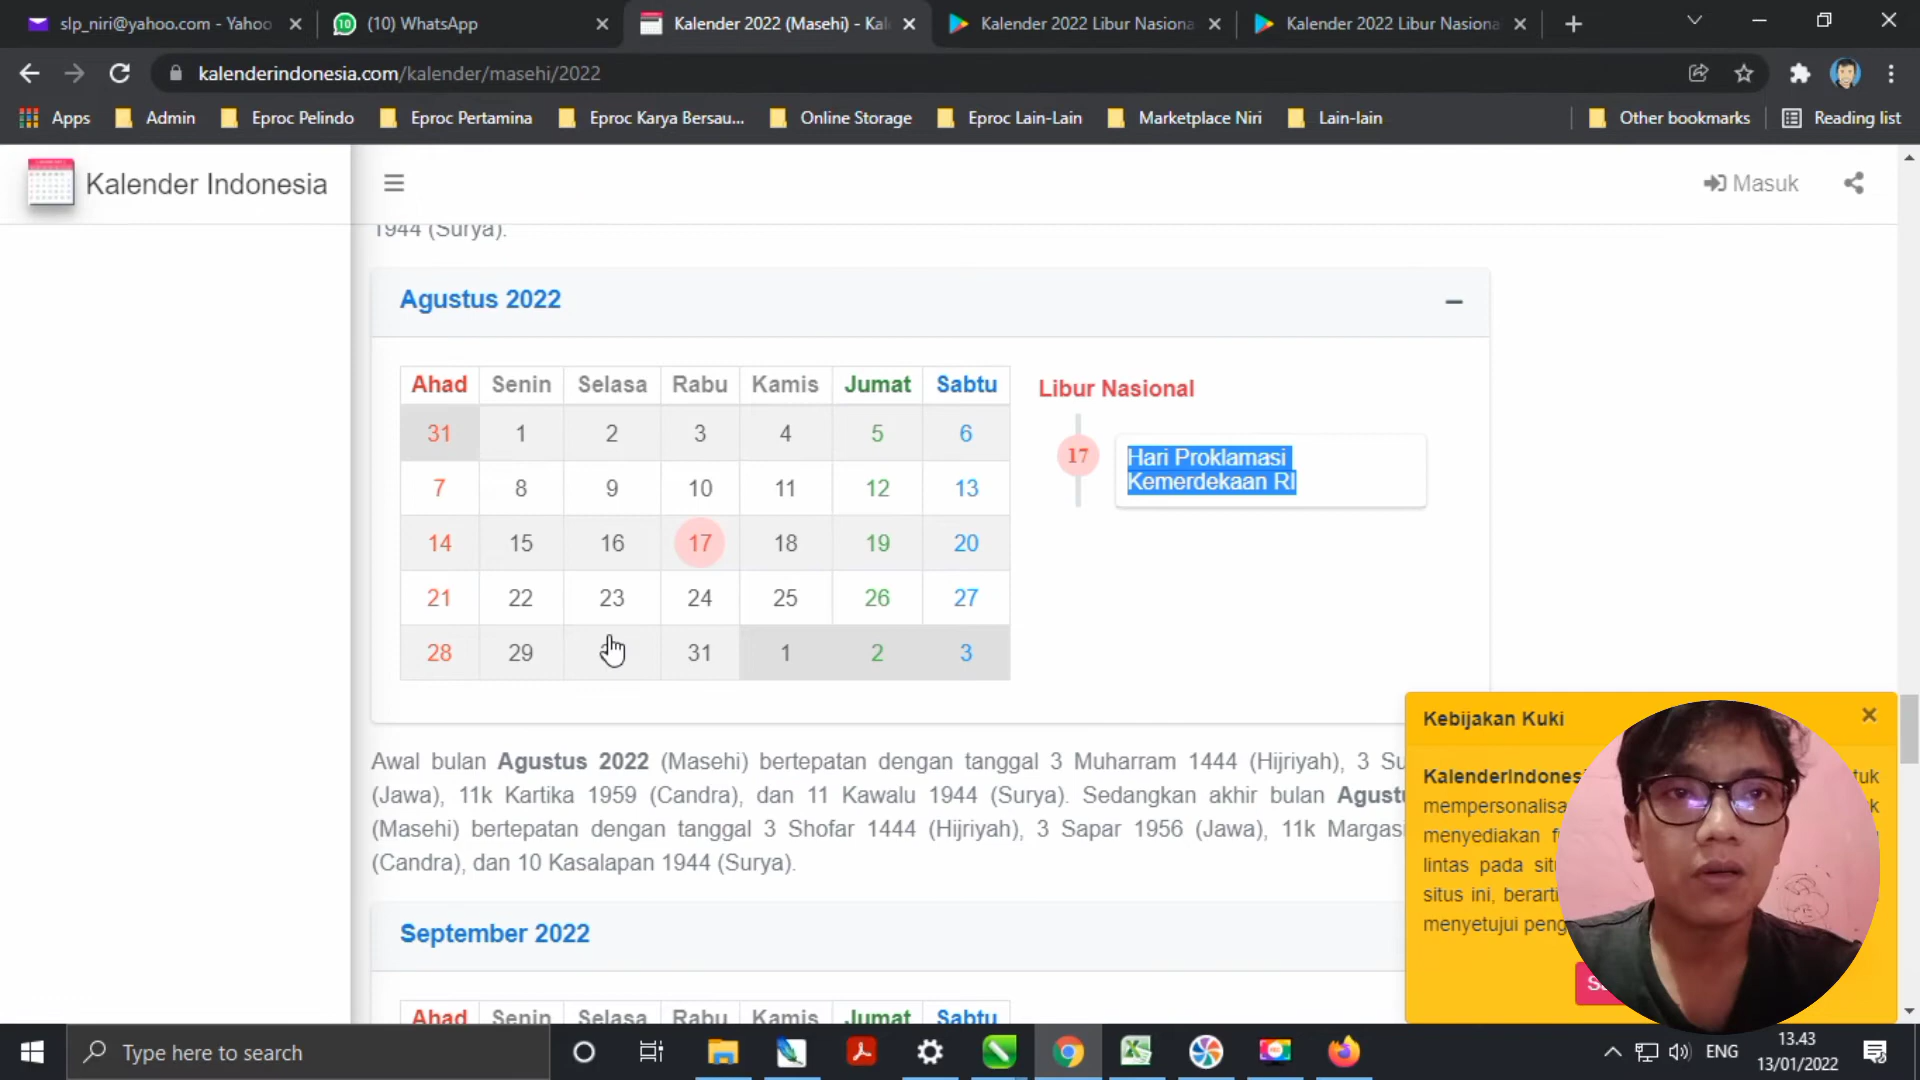 slp_niri@yahoo.com - Yahoo
(10) WhatsApp
Kalender 2022 (Masehi) - Kal
Kalender 2022 Libur Nasiona
Kalender 2022 Libur Nasiona
kalenderindonesia.com/kalender/masehi/2022
Apps
Admin
Eproc Pelindo
Eproc Pertamina
Eproc Karya Bersau...
Online Storage
Eproc Lain-Lain
Marketplace Niri
Lain-lain
Other bookmarks
Reading list
Kalender Indonesia
Masuk
1944 (Surya).
Agustus 2022
Ahad Senin Selasa Rabu Kamis Jumat Sabtu
31 1 2 3 4 5 6
7 8 9 10 11 12 13
14 15 16 17 18 19 20
21 22 23 24 25 26 27
28 29 31 1 2 3
Libur Nasional
17
Hari Proklamasi
Kemerdekaan RI
Awal bulan Agustus 2022 (Masehi) bertepatan dengan tanggal 3 Muharram 1444 (Hijriyah), 3 Su
(Jawa), 11k Kartika 1959 (Candra), dan 11 Kawalu 1944 (Surya). Sedangkan akhir bulan Agustu
(Masehi) bertepatan dengan tanggal 3 Shofar 1444 (Hijriyah), 3 Sapar 1956 (Jawa), 11k Margasi
(Candra), dan 10 Kasalapan 1944 (Surya).
September 2022
Ahad Senin Selasa Rabu Kamis Jumat Sabtu
Kebijakan Kuki
KalenderIndonesi tuk
mempersonalisa k
menyediakan f
lintas pada sit
situs ini, berarti
menyetujui peng
Type here to search
10
ENG
13.43
13/01/2022